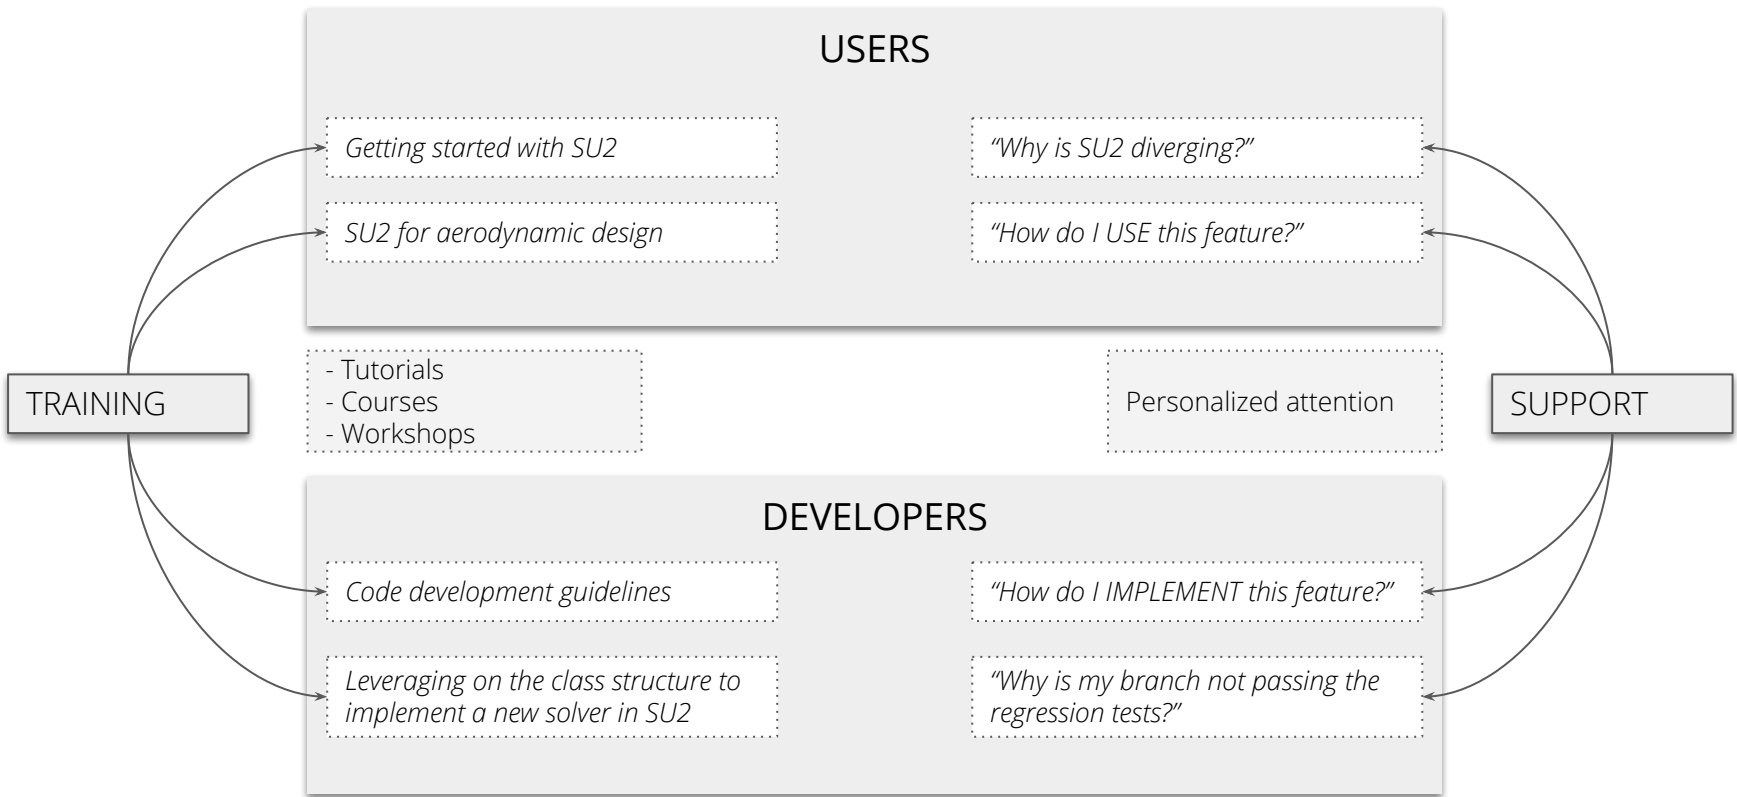 USERS
Getting started with SU2
“Why is SU2 diverging?”
SU2 for aerodynamic design
“How do I USE this feature?”
TRAINING
- Tutorials
- Courses
- Workshops
Personalized attention
SUPPORT
DEVELOPERS
Code development guidelines
“How do I IMPLEMENT this feature?”
Leveraging on the class structure to
implement a new solver in SU2
“Why is my branch not passing the
regression tests?”